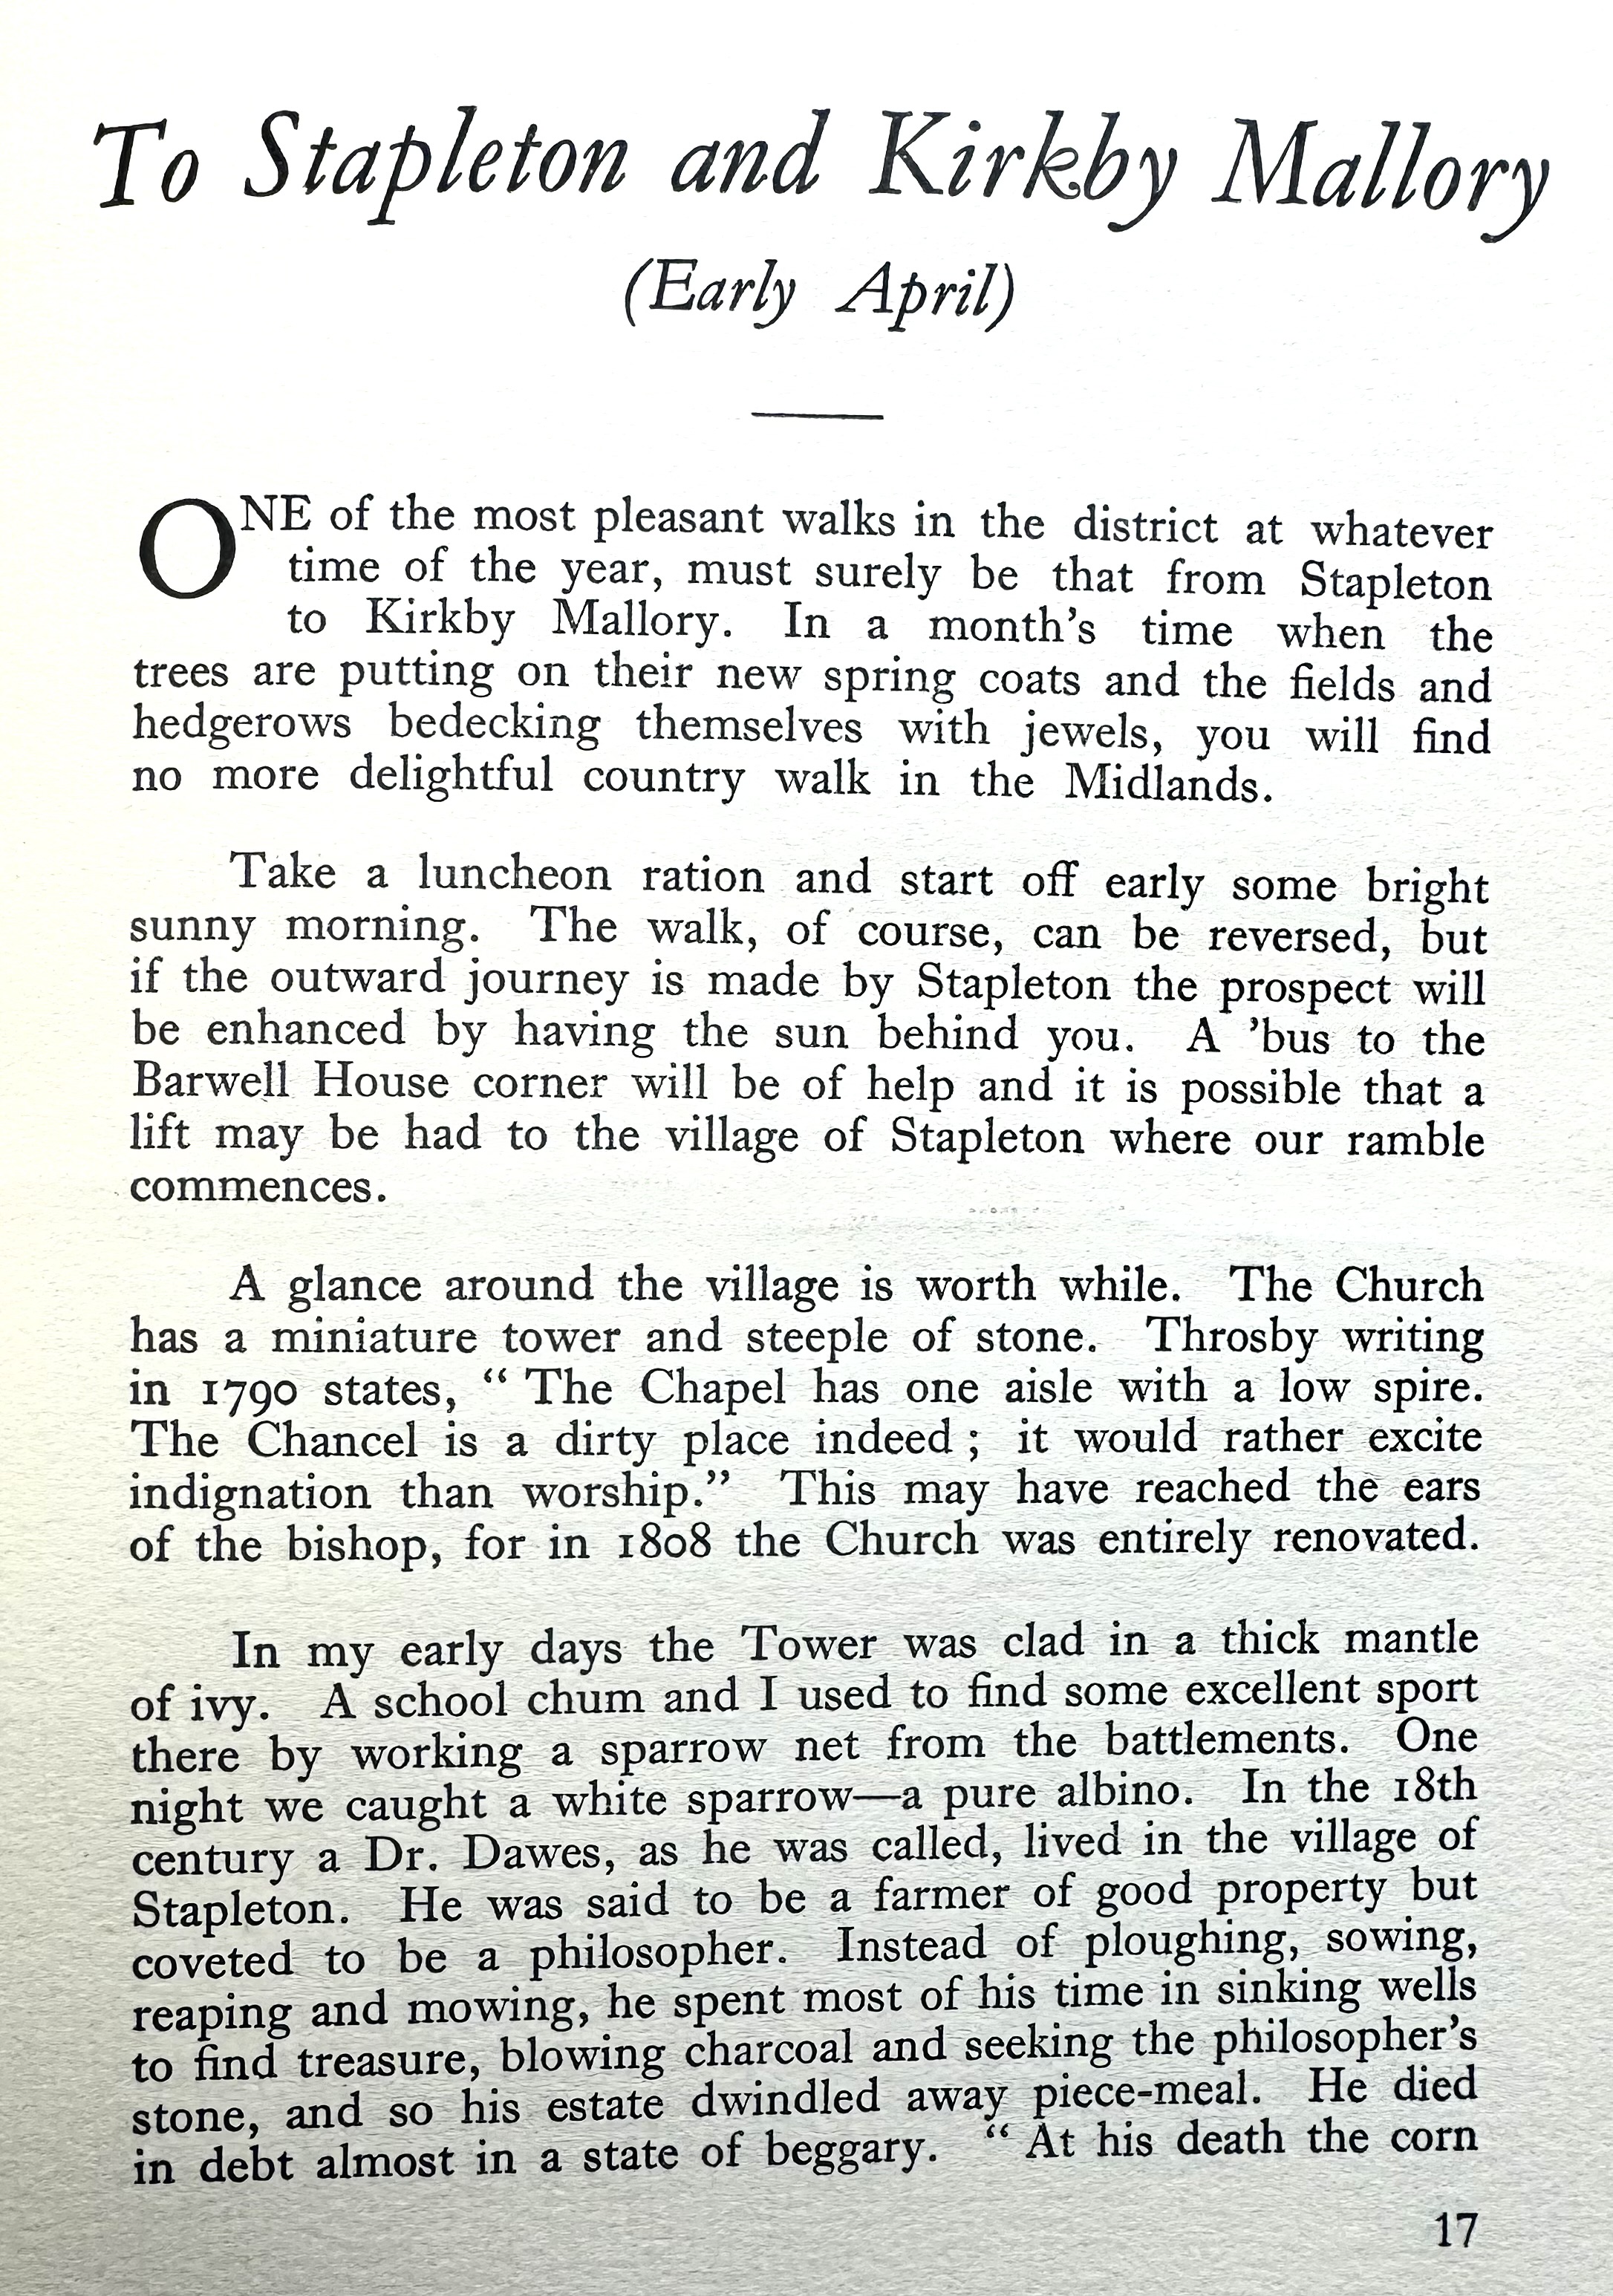 To Stapleton and Kirkby Mallory
(Early April)
ONE of the most pleasant walks in the district at whatever
time of the year, must surely be that from Stapleton
to Kirkby Mallory. In a month's time when the
trees are putting on their new spring coats and the fields and
hedgerows bedecking themselves with jewels, you will find
no more delightful country walk in the Midlands.
Take a luncheon ration and start off early some bright
sunny morning. The walk, of course, can be reversed, but
if the outward journey is made by Stapleton the prospect will
be enhanced by having the sun behind you. A 'bus to the
Barwell House corner will be of help and it is possible that a
lift may be had to the village of Stapleton where our ramble
commences.
A glance around the village is worth while. The Church
has a miniature tower and steeple of stone. Throsby writing
in 1790 states, “ The Chapel has one aisle with a low spire.
The Chancel is a dirty place indeed ; it would rather excite
indignation than worship.” This may have reached the ears
of the bishop, for in 1808 the Church was entirely renovated.
In my early days the Tower was clad in a thick mantle
of ivy. A school chum and I used to find some excellent sport
there by working a sparrow net from the battlements. One
night we caught a white sparrow—a pure albino. In the 18th
century a Dr. Dawes, as he was called, lived in the village of
Stapleton. He was said to be a farmer of good property but
coveted to be a philosopher. Instead of ploughing, sowing,
reaping and mowing, he spent most of his time in sinking wells
to find treasure, blowing charcoal and seeking the philosopher's
stone, and so his estate dwindled away piece-meal. He died
in debt almost in a state of beggary. “ At his death the corn
17